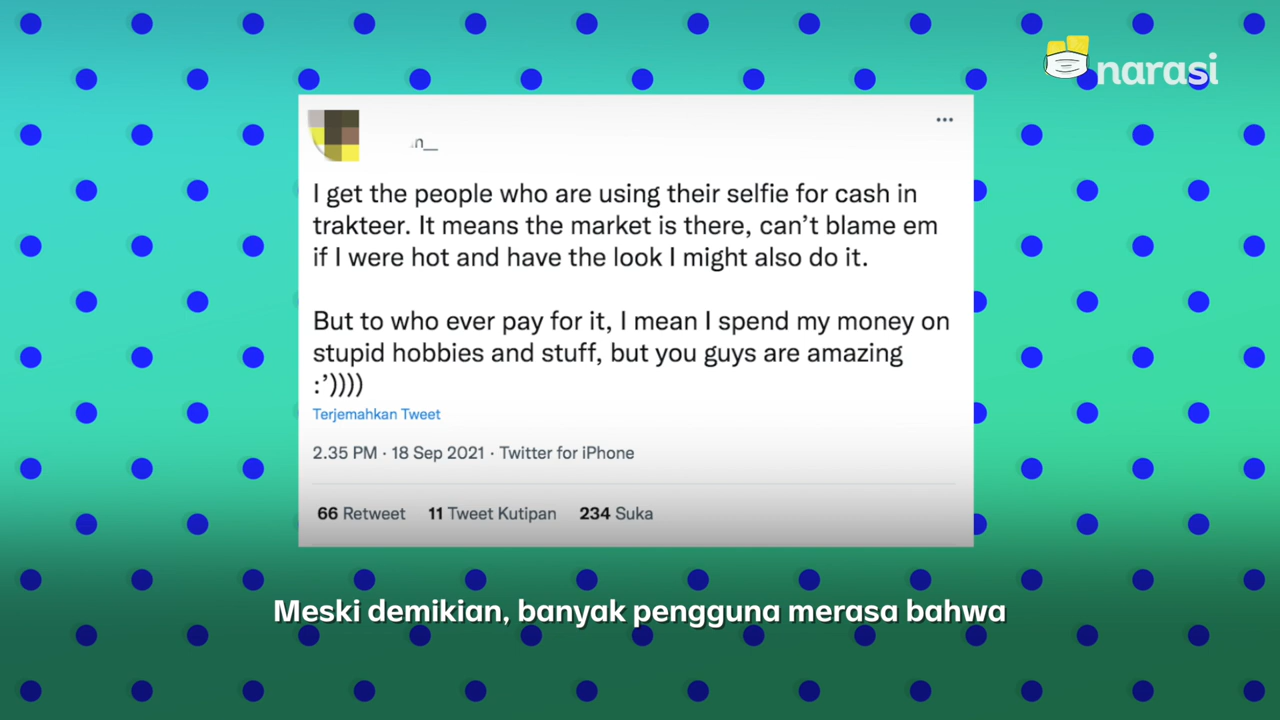 narasi
I get the people who are using their selfie for cash in
trakteer. It means the market is there, can’t blame em
if I were hot and have the look I might also do it.
But to who ever pay for it, I mean I spend my money on
stupid hobbies and stuff, but you guys are amazing
:’))))
Terjemahkan Tweet
2.35 PM · 18 Sep 2021 · Twitter for iPhone
66 Retweet 11 Tweet Kutipan 234 Suka
Meski demikian, banyak pengguna merasa bahwa